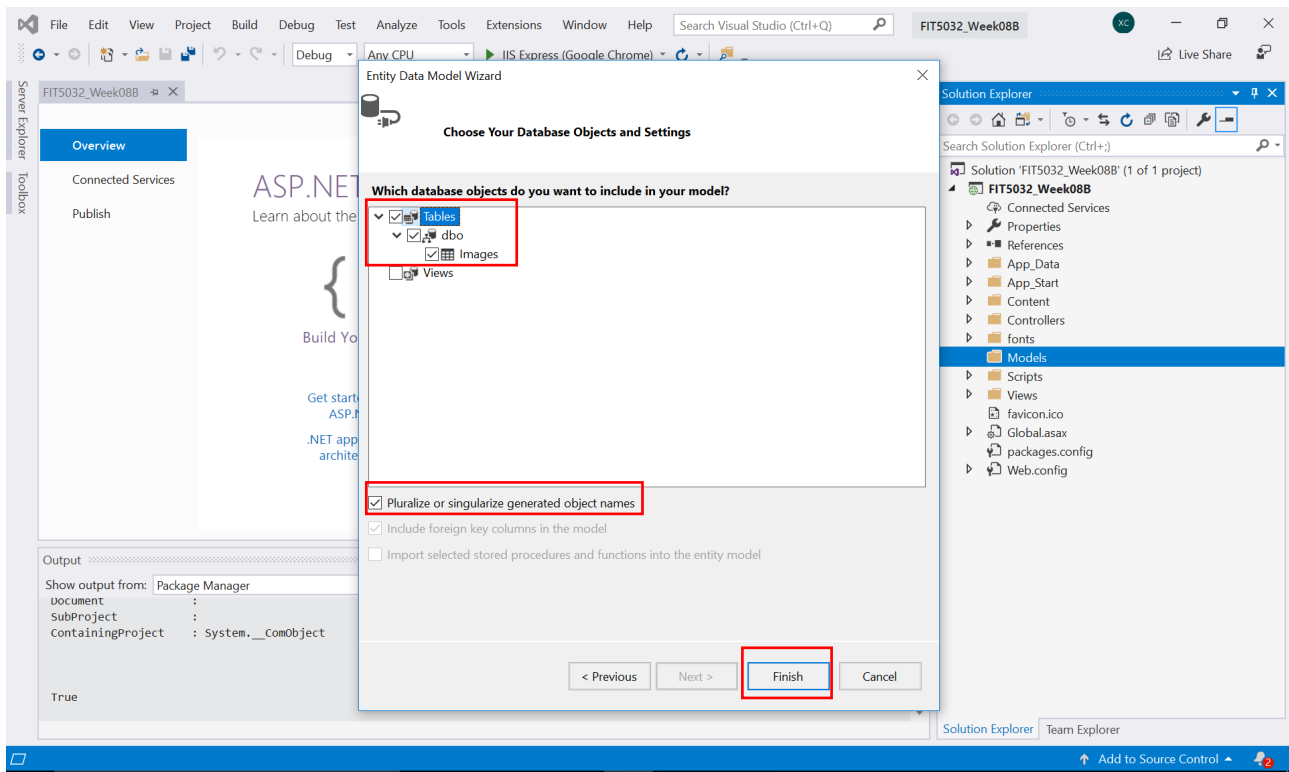 File Edit View Project Build Debug Test Analyze Tools Extensions Window Help Search Visual Studio (Ctrl+Q) FIT5032_Week08B XC
Debug Any CPU IIS Express (Google Chrome) Live Share
Server Explorer
Toolbox
FIT5032_Week08B
Overview
Connected Services
Publish
ASP.NET
Learn about the
{
Build Yo
Get start
ASP.N
.NET app
archite
Entity Data Model Wizard
Choose Your Database Objects and Settings
Which database objects do you want to include in your model?
Tables
dbo
Images
Views
Pluralize or singularize generated object names
Include foreign key columns in the model
Import selected stored procedures and functions into the entity model
< Previous Next > Finish Cancel
Solution Explorer
Search Solution Explorer (Ctrl+;)
Solution 'FIT5032_Week08B' (1 of 1 project)
FIT5032_Week08B
Connected Services
Properties
References
App_Data
App_Start
Content
Controllers
fonts
Models
Scripts
Views
favicon.ico
Global.asax
packages.config
Web.config
Solution Explorer Team Explorer
Output
Show output from: Package Manager
Document :
SubProject :
ContainingProject : System.__ComObject
True
Add to Source Control 2